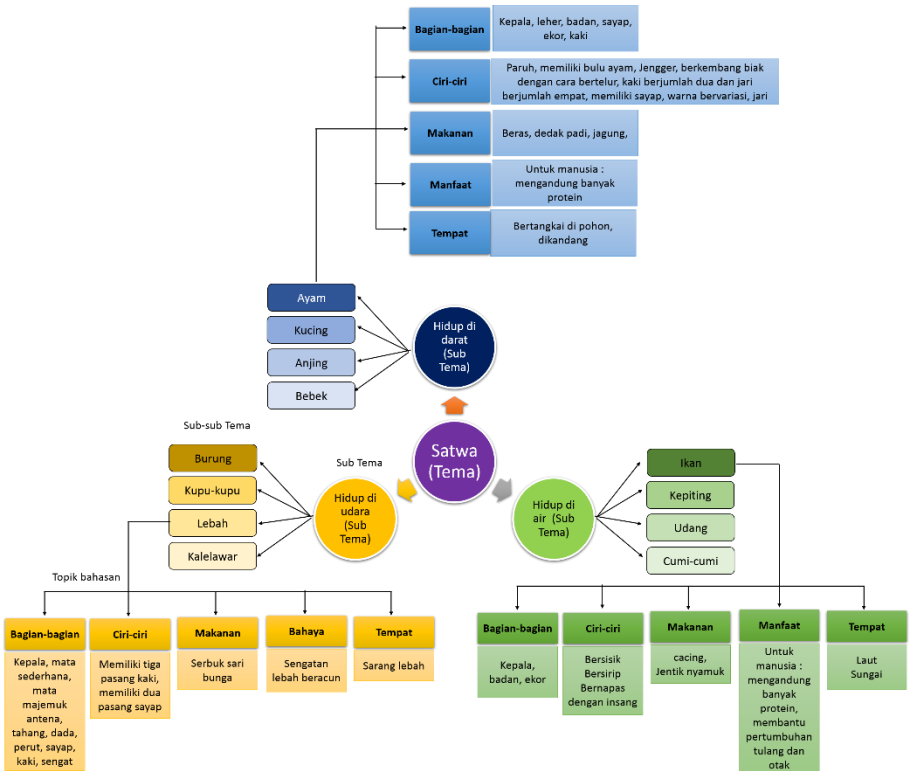 Bagian-bagian
Kepala, leher, badan, sayap,
ekor, kaki
Ciri-ciri
Paruh, memiliki bulu ayam, Jengger, berkembang biak
dengan cara bertelur, kaki berjumlah dua dan jari
berjumlah empat, memiliki sayap, warna bervariasi, jari
Makanan
Beras, dedak padi, jagung,
Manfaat
Untuk manusia :
mengandung banyak
protein
Tempat
Bertangkai di pohon,
dikandang
Ayam
Kucing
Anjing
Bebek
Hidup di
darat
(Sub
Tema)
Sub-sub Tema
Burung
Kupu-kupu
Lebah
Kalelawar
Sub Tema
Hidup di
udara
(Sub
Tema)
Satwa
(Tema)
Hidup di
air (Sub
Tema)
Ikan
Kepiting
Udang
Cumi-cumi
Topik bahasan
Bagian-bagian
Kepala, mata
sederhana,
mata
majemuk
antena,
tahang, dada,
perut, sayap,
kaki, sengat
Ciri-ciri
Memiliki tiga
pasang kaki,
memiliki dua
pasang sayap
Makanan
Serbuk sari
bunga
Bahaya
Sengatan
lebah beracun
Tempat
Sarang lebah
Bagian-bagian
Kepala,
badan, ekor
Ciri-ciri
Bersisik
Bersirip
Bernapas
dengan insang
Makanan
cacing,
Jentik nyamuk
Manfaat
Untuk
manusia :
mengandung
banyak
protein,
membantu
pertumbuhan
tulang dan
otak
Tempat
Laut
Sungai